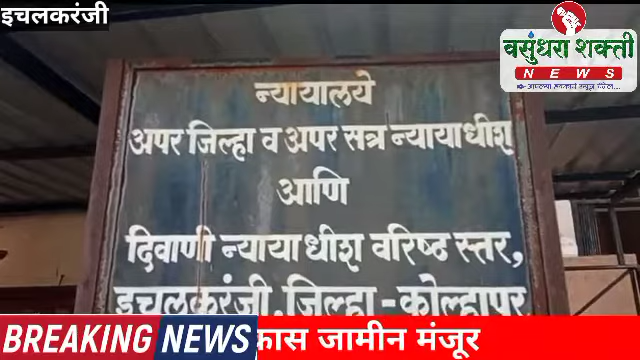 इचलकरंजी
वसुंधरा शक्ती
NEWS
न्यायालये
अपर जिल्हा व अपर सत्र न्यायाधीश
आणि
दिवाणी न्यायाधीश वरिष्ठ स्तर,
इचलकरंजी. जिल्हा - कोल्हापूर
BREAKING NEWS
जामीन मंजूर